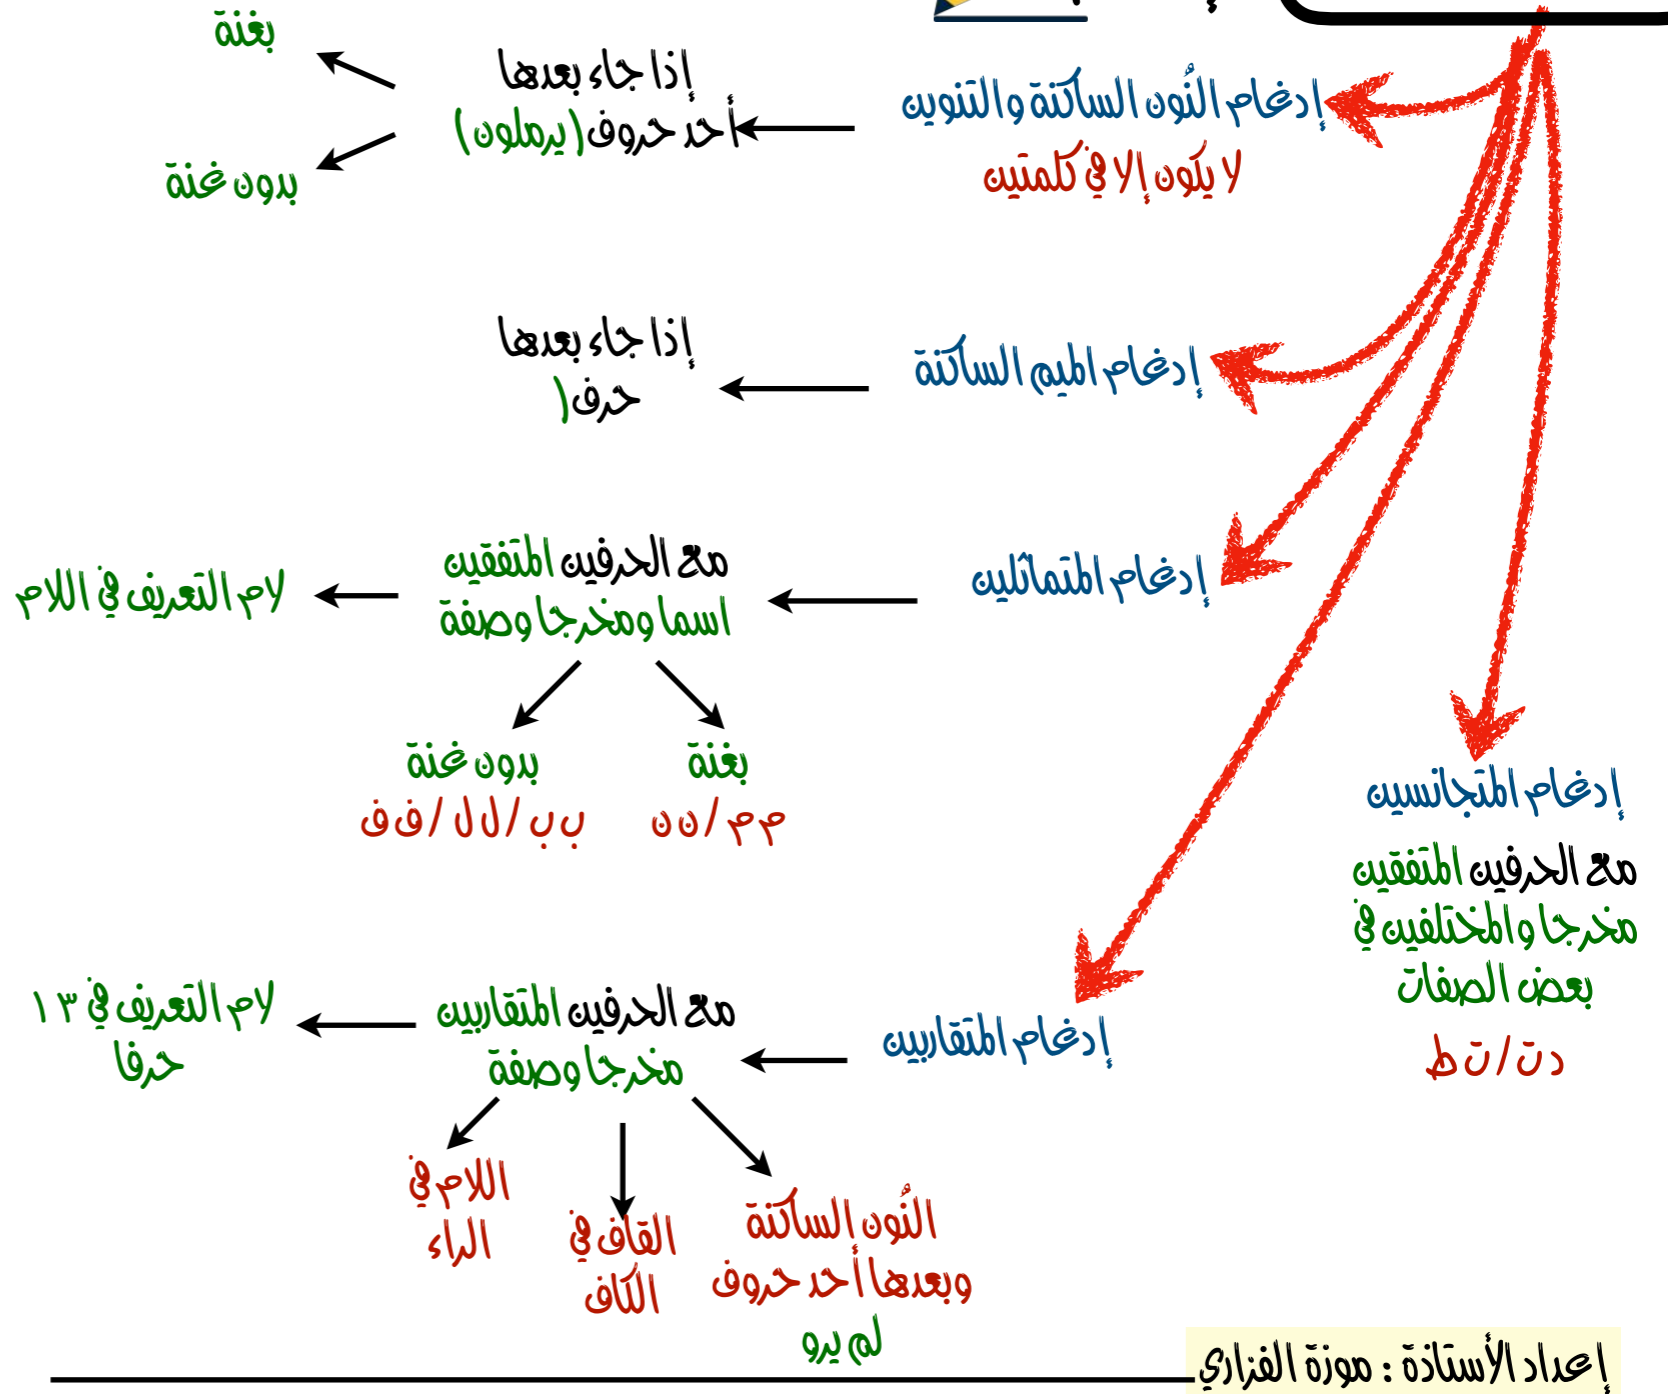 إدغام النُون الساكنة والتنوين
لا يكون إلا في كلمتين
إذا جاء بعدها
أحد حروف (يرملون)
بغنة
بدون غنة
إدغام الميم الساكنة
إذا جاء بعدها
حرف (
إدغام المتماثلين
مع الحرفين المتفقين
اسما ومخرجا وصفة
لام التعريف في اللام
بغنة
م م / ن ن
بدون غنة
ب ب / ل ل / ف ف
إدغام المتجانسين
مع الحرفين المتفقين
مخرجا والمختلفين في
بعض الصفات
د ت / ت ط
إدغام المتقاربين
مع الحرفين المتقاربين
مخرجا وصفة
لام التعريف في ١٣
حرفا
النُون الساكنة
وبعدها أحد حروف
لم يرو
القاف في
الكاف
اللام في
الراء
إعداد الأستاذة : موزة الفزاري